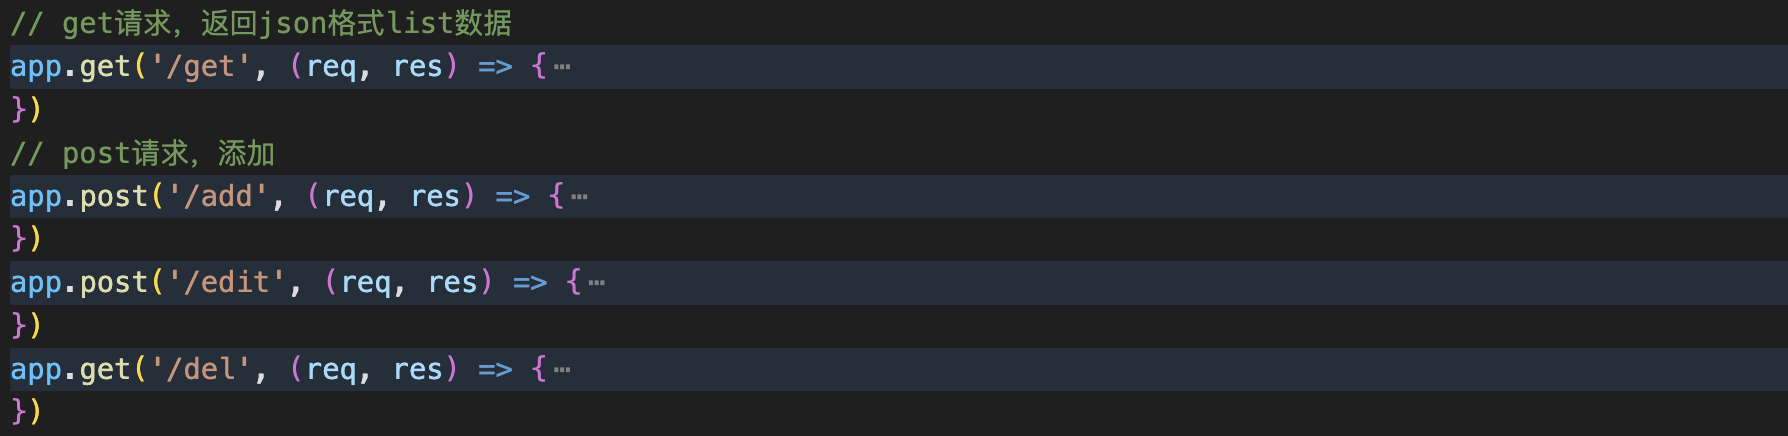 // get请求，返回json格式list数据
app.get('/get', (req, res) => {⋯
})
// post请求，添加
app.post('/add', (req, res) => {⋯
})
app.post('/edit', (req, res) => {⋯
})
app.get('/del', (req, res) => {⋯
})